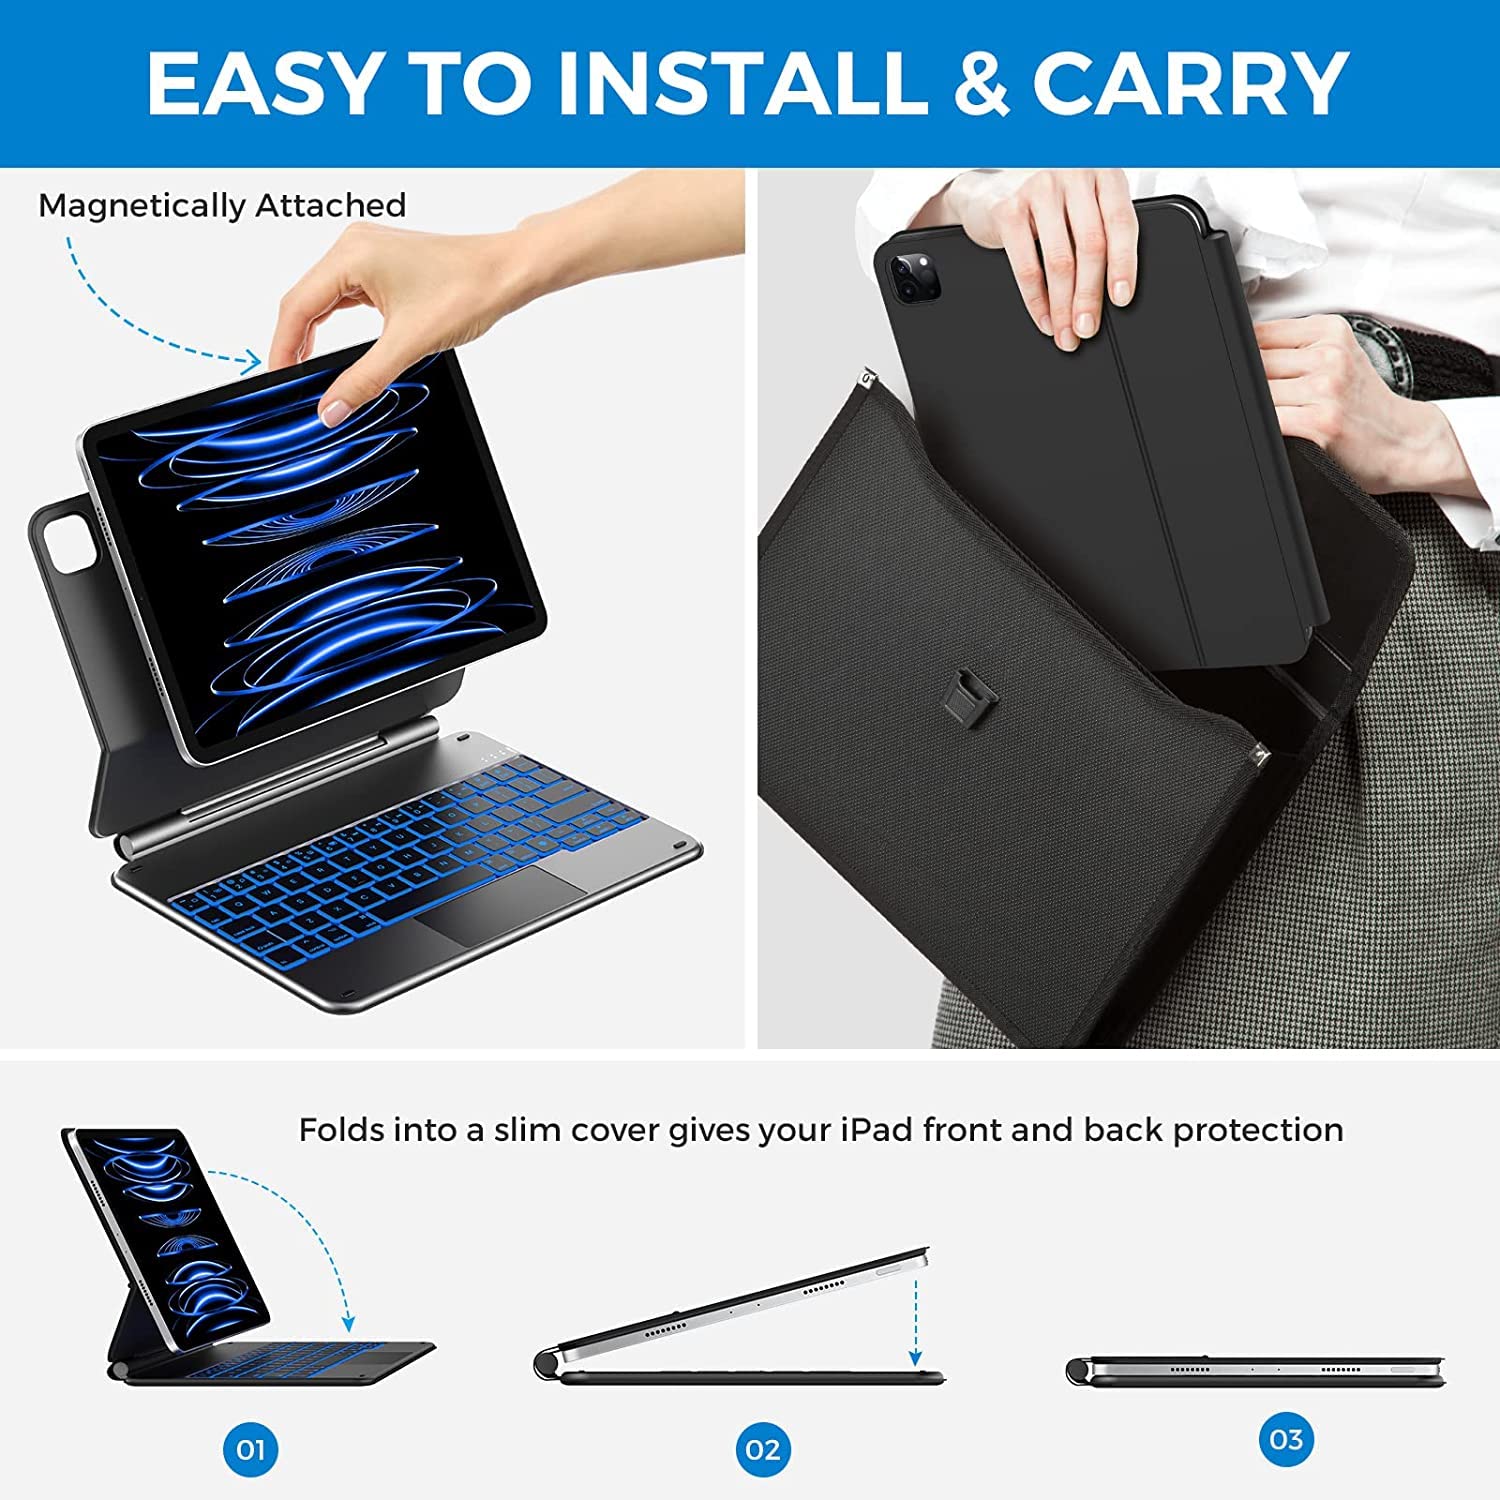 EASY TO INSTALL & CARRY
Magnetically Attached
Folds into a slim cover gives your iPad front and back protection
01
02
03